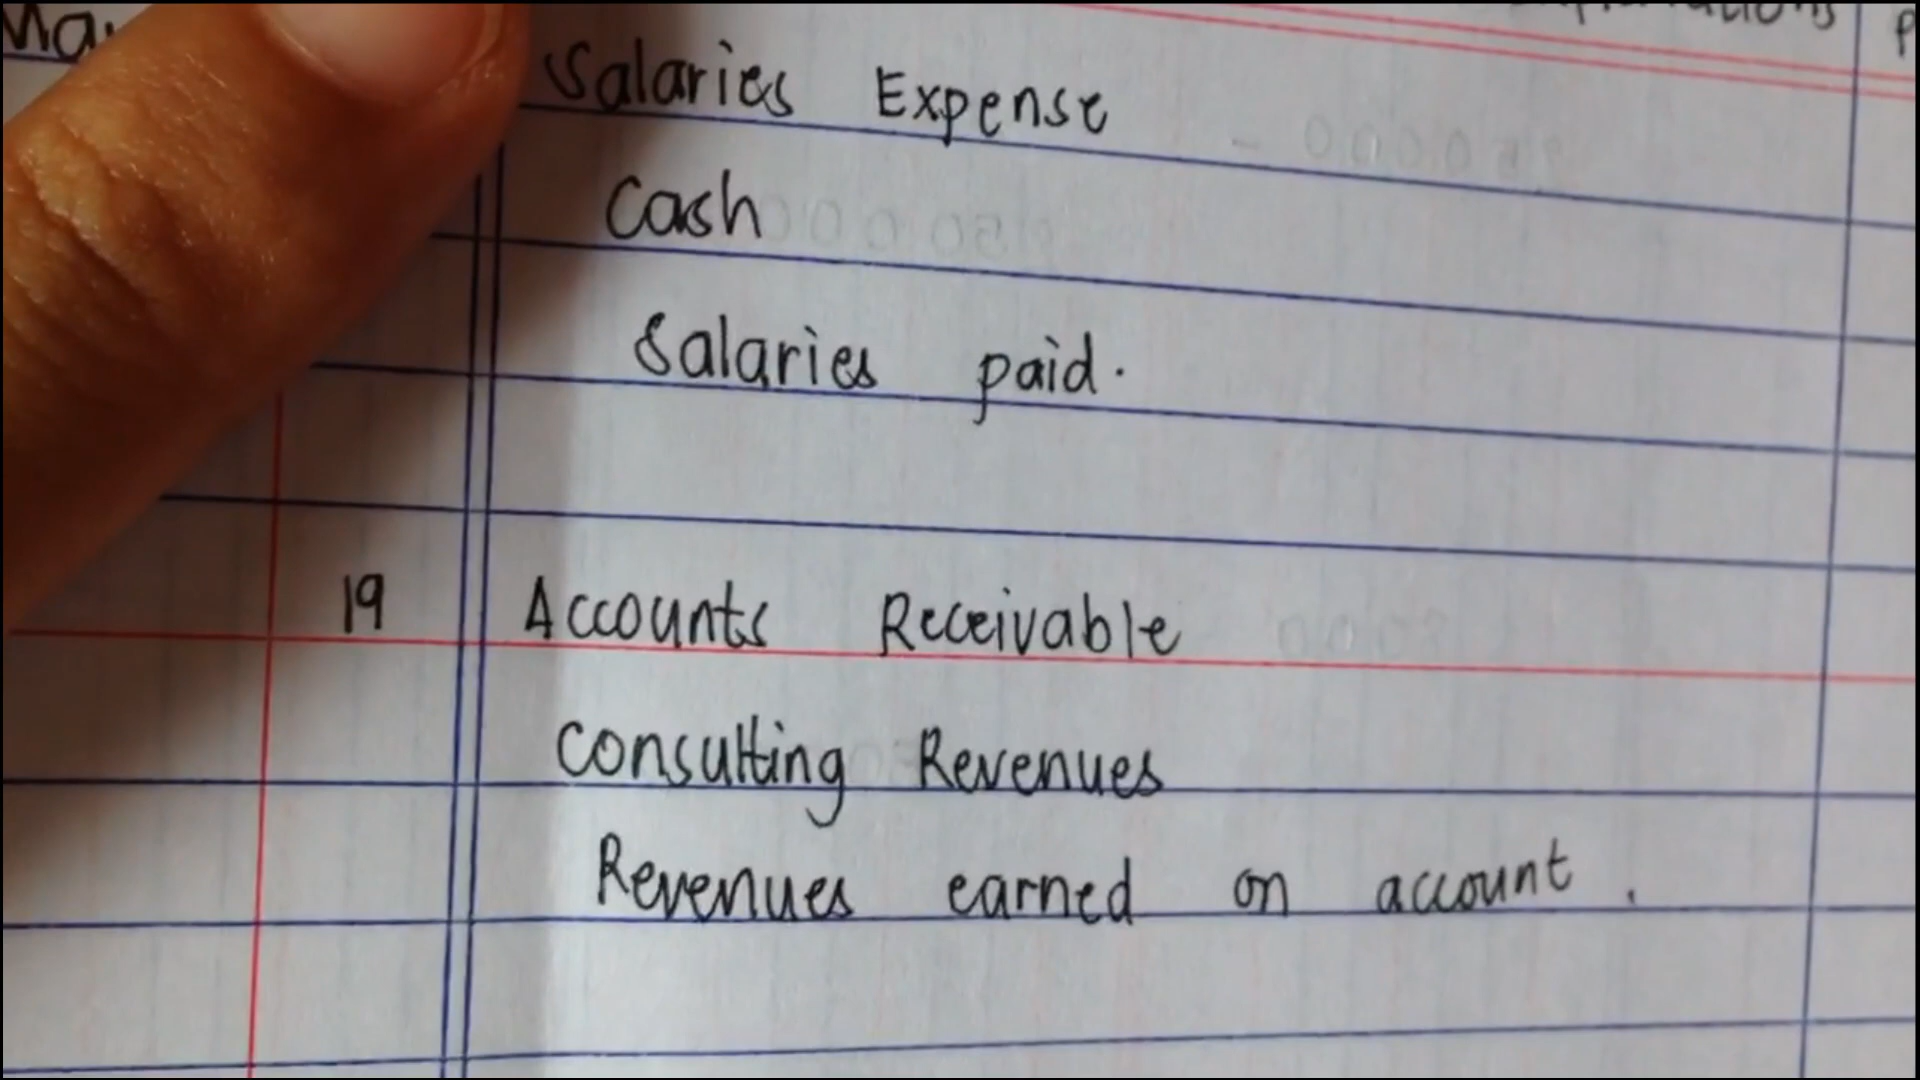 Salaries Expense
Cash
Salaries paid.
19 Accounts Receivable
Consulting Revenues
Revenues earned on account.